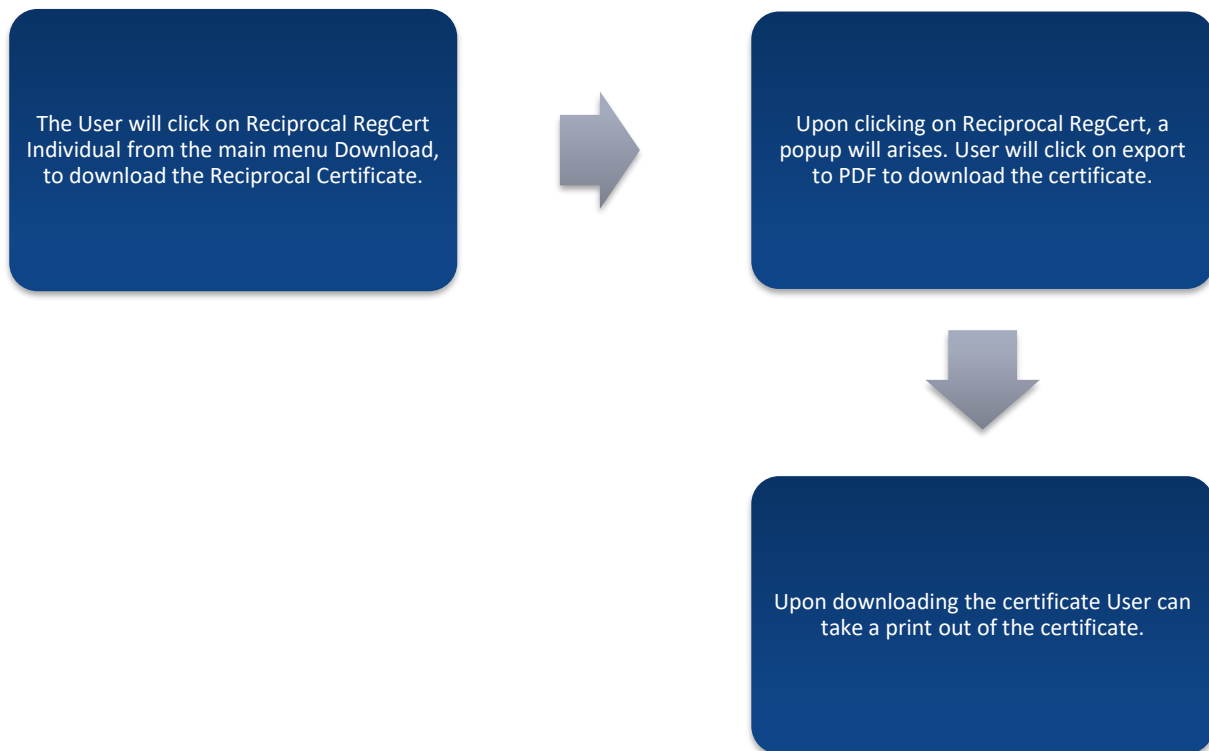 The User will click on Reciprocal RegCert
Individual from the main menu Download,
to download the Reciprocal Certificate.
Upon clicking on Reciprocal RegCert, a
popup will arises. User will click on export
to PDF to download the certificate.
Upon downloading the certificate User can
take a print out of the certificate.